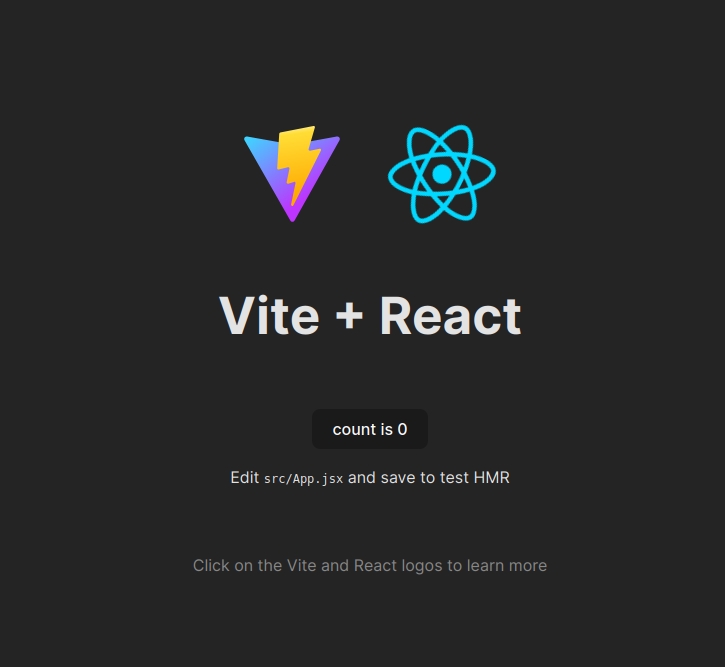 Vite + React
count is 0
Edit src/App.jsx and save to test HMR
Click on the Vite and React logos to learn more